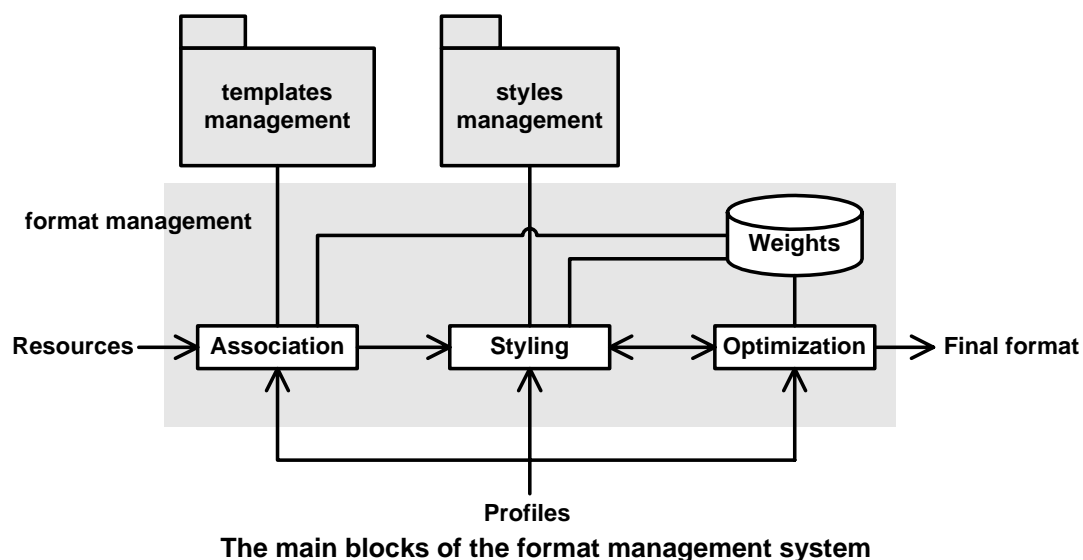 templates
management
styles
management
format management
Weights
Resources
Association
Styling
Optimization
Final format
Profiles
The main blocks of the format management system